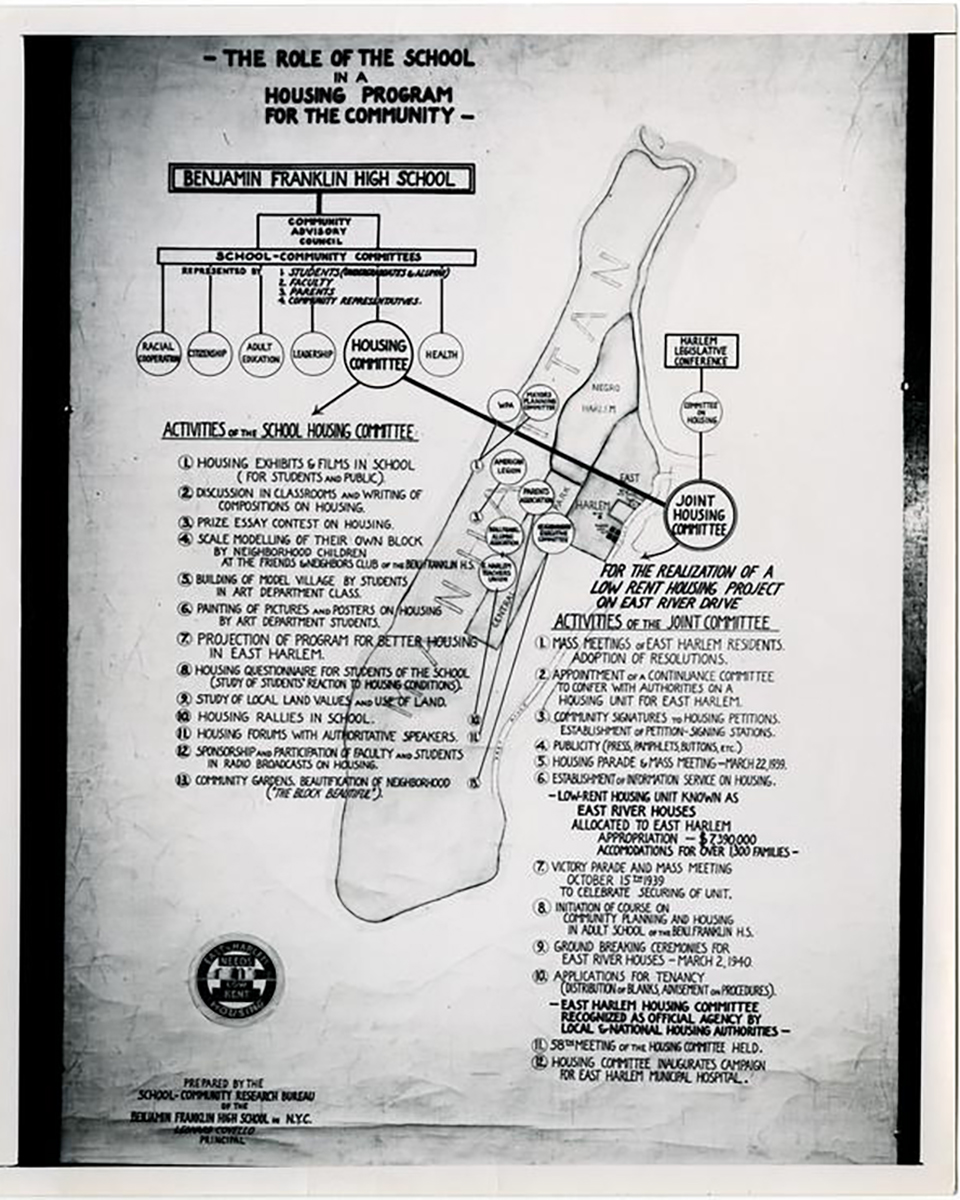 - THE ROLE OF THE SCHOOL
IN A
HOUSING PROGRAM
FOR THE COMMUNITY -
BENJAMIN FRANKLIN HIGH SCHOOL
COMMUNITY
ADVISORY
COUNCIL
SCHOOL-COMMUNITY COMMITTEES
REPRESENTED BY 1. STUDENTS (UNDERGRADUATES & ALUMNI)
2. FACULTY
3. PARENTS
4. COMMUNITY REPRESENTATIVES.
RACIAL
COOPERATION
CITIZENSHIP
ADULT
EDUCATION
LEADERSHIP
HOUSING
COMMITTEE
HEALTH
ACTIVITIES OF THE SCHOOL HOUSING COMMITTEE:
1. HOUSING EXHIBITS & FILMS IN SCHOOL
(FOR STUDENTS AND PUBLIC).
2. DISCUSSION IN CLASSROOMS AND WRITING OF
COMPOSITIONS ON HOUSING.
3. PRIZE ESSAY CONTEST ON HOUSING.
4. SCALE MODELLING OF THEIR OWN BLOCK
BY NEIGHBORHOOD CHILDREN
AT THE FRIENDS & NEIGHBORS CLUB OF THE BENJ. FRANKLIN H.S.
5. BUILDING OF MODEL VILLAGE BY STUDENTS
IN ART DEPARTMENT CLASS.
6. PAINTING OF PICTURES AND POSTERS ON HOUSING
BY ART DEPARTMENT STUDENTS.
7. PROJECTION OF PROGRAM FOR BETTER HOUSING
IN EAST HARLEM.
8. HOUSING QUESTIONNAIRE FOR STUDENTS OF THE SCHOOL
(STUDY OF STUDENTS' REACTION TO HOUSING CONDITIONS).
9. STUDY OF LOCAL LAND VALUES AND USE OF LAND.
10. HOUSING RALLIES IN SCHOOL.
11. HOUSING FORUMS WITH AUTHORITATIVE SPEAKERS.
12. SPONSORSHIP AND PARTICIPATION OF FACULTY AND STUDENTS
IN RADIO BROADCASTS ON HOUSING.
13. COMMUNITY GARDENS. BEAUTIFICATION OF NEIGHBORHOOD
("THE BLOCK BEAUTIFUL").
MANHATTAN
NEGRO
HARLEM
EAST
HARLEM
CENTRAL
PARK
EAST RIVER
WPA
PLANNING
COMMITTEE
AMERICAN
LEGION
PARENTS
ASSOCIATION
ALUMNI
ASSOCIATION
EXECUTIVE
COMMITTEE
HARLEM
TEACHERS
UNION
1.
3.
10.
11.
13.
HARLEM
LEGISLATIVE
CONFERENCE
COMMITTEE
ON
HOUSING
JOINT
HOUSING
COMMITTEE
FOR THE REALIZATION OF A
LOW RENT HOUSING PROJECT
ON EAST RIVER DRIVE
ACTIVITIES OF THE JOINT COMMITTEE
1. MASS MEETINGS OF EAST HARLEM RESIDENTS.
ADOPTION OF RESOLUTIONS.
2. APPOINTMENT OF A CONTINUANCE COMMITTEE
TO CONFER WITH AUTHORITIES ON A
HOUSING UNIT FOR EAST HARLEM.
3. COMMUNITY SIGNATURES TO HOUSING PETITIONS.
ESTABLISHMENT OF PETITION-SIGNING STATIONS.
4. PUBLICITY (PRESS, PAMPHLETS, BUTTONS, ETC.)
5. HOUSING PARADE & MASS MEETING-MARCH 22, 1939.
6. ESTABLISHMENT OF INFORMATION SERVICE ON HOUSING.
- LOW-RENT HOUSING UNIT KNOWN AS
EAST RIVER HOUSES
ALLOCATED TO EAST HARLEM
APPROPRIATION - $7,390,000
ACCOMODATIONS FOR OVER 1,300 FAMILIES -
7. VICTORY PARADE AND MASS MEETING
OCTOBER 15TH 1939
TO CELEBRATE SECURING OF UNIT.
8. INITIATION OF COURSE ON
COMMUNITY PLANNING AND HOUSING
IN ADULT SCHOOL OF THE BENJ. FRANKLIN H.S.
9. GROUND BREAKING CEREMONIES FOR
EAST RIVER HOUSES - MARCH 2, 1940.
10. APPLICATIONS FOR TENANCY
(DISTRIBUTION OF BLANKS, ADVISEMENT ON PROCEDURES).
- EAST HARLEM HOUSING COMMITTEE
RECOGNIZED AS OFFICIAL AGENCY BY
LOCAL & NATIONAL HOUSING AUTHORITIES -
11. 58TH MEETING OF THE HOUSING COMMITTEE HELD.
12. HOUSING COMMITTEE INAUGURATES CAMPAIGN
FOR EAST HARLEM MUNICIPAL HOSPITAL.
EAST HARLEM
NEEDS
LOW
RENT
HOUSING
PREPARED BY THE
SCHOOL-COMMUNITY RESEARCH BUREAU
OF THE
BENJAMIN FRANKLIN HIGH SCHOOL IN N.Y.C.
LEONARD COVELLO
PRINCIPAL